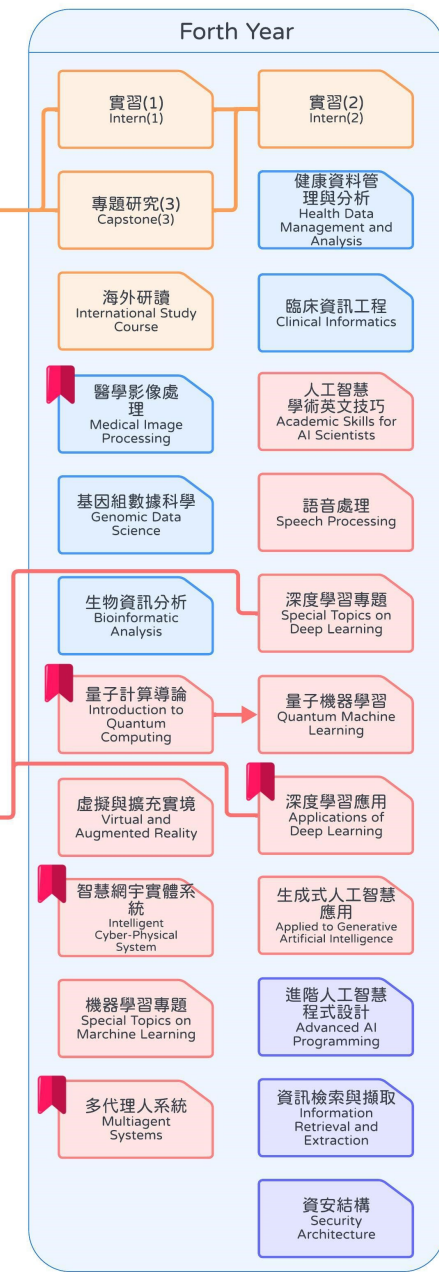 Forth Year
實習(1)
Intern(1)
實習(2)
Intern(2)
專題研究(3)
Capstone(3)
健康資料管
理與分析
Health Data
Management and
Analysis
海外研讀
International Study
Course
臨床資訊工程
Clinical Informatics
醫學影像處
理
Medical Image
Processing
人工智慧
學術英文技巧
Academic Skills for
AI Scientists
基因組數據科學
Genomic Data
Science
語音處理
Speech Processing
生物資訊分析
Bioinformatic
Analysis
深度學習專題
Special Topics on
Deep Learning
量子計算導論
Introduction to
Quantum
Computing
量子機器學習
Quantum Machine
Learning
虛擬與擴充實境
Virtual and
Augmented Reality
深度學習應用
Applications of
Deep Learning
智慧網宇實體系
統
Intelligent
Cyber-Physical
System
生成式人工智慧
應用
Applied to Generative
Artificial Intelligence
機器學習專題
Special Topics on
Marchine Learning
進階人工智慧
程式設計
Advanced AI
Programming
多代理人系統
Multiagent
Systems
資訊檢索與擷取
Information
Retrieval and
Extraction
資安結構
Security
Architecture